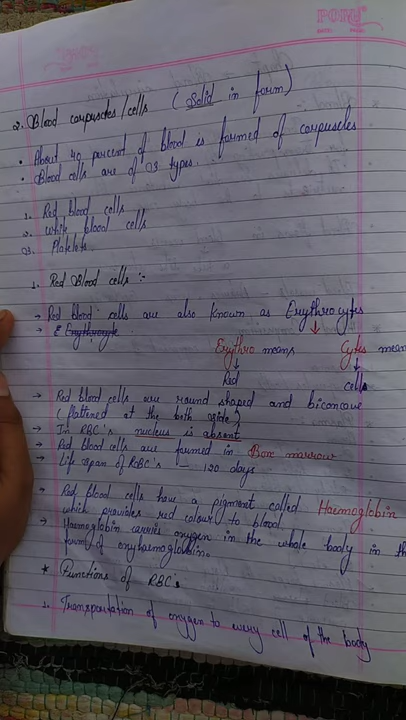 2. Blood corpuscles/cells (Solid in form)
• About 40 percent of blood is formed of corpuscles
• Blood cells are of 03 types.
1. Red blood cells
2. White blood cells
3. Platelets
1. Red Blood cells :-
→ Red blood cells are also known as Erythrocytes
→
Erythro means Cytes mean
Red cells
→ Red blood cells are round shaped and biconcave
(flattened at the both side)
→ In RBC's nucleus is absent
→ Red blood cells are formed in Bone marrow
→ Life span of RBC's — 120 days
→ Red blood cells have a pigment called Haemoglobin
which provides red colour to blood
→ Haemoglobin carries oxygen in the whole body in the
form of oxyhaemoglobin.
★ Functions of RBC's
1. Transportation of oxygen to every cell of the body